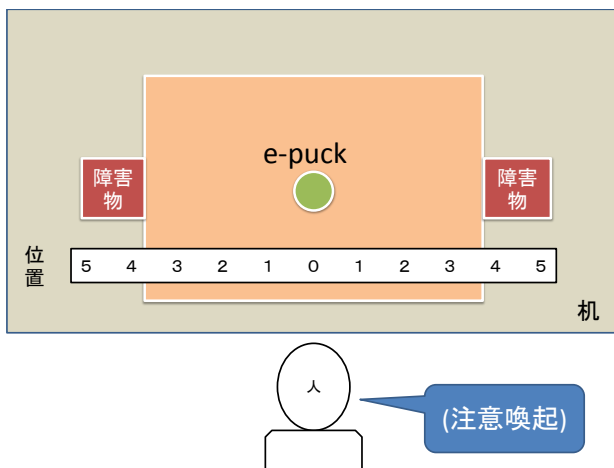 e-puck
障害
物
障害
物
位
置
５ ４ ３ ２ １ ０ １ ２ ３ ４ ５
机
人
(注意喚起)